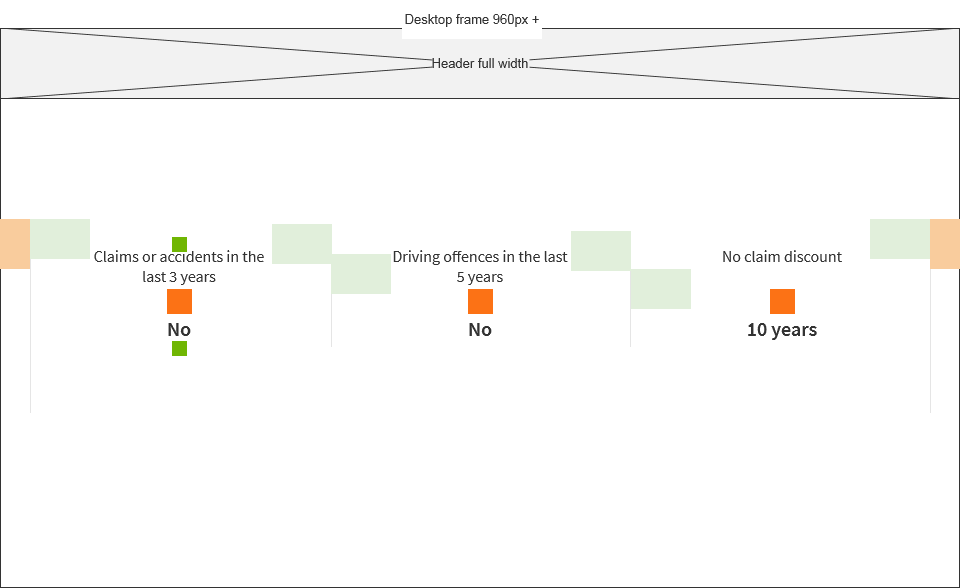 Desktop frame 960px +
Header full width
Claims or accidents in the
last 3 years
No
Driving offences in the last
5 years
No
No claim discount
10 years